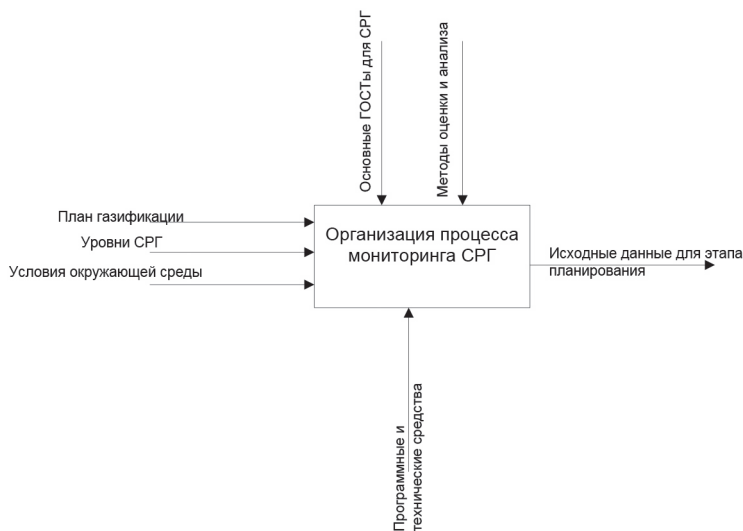 Основные ГОСТы для СРГ
Методы оценки и анализа
План газификации
Уровни СРГ
Условия окружающей среды
Организация процесса
мониторинга СРГ
Исходные данные для этапа
планирования
Программные и
технические средства